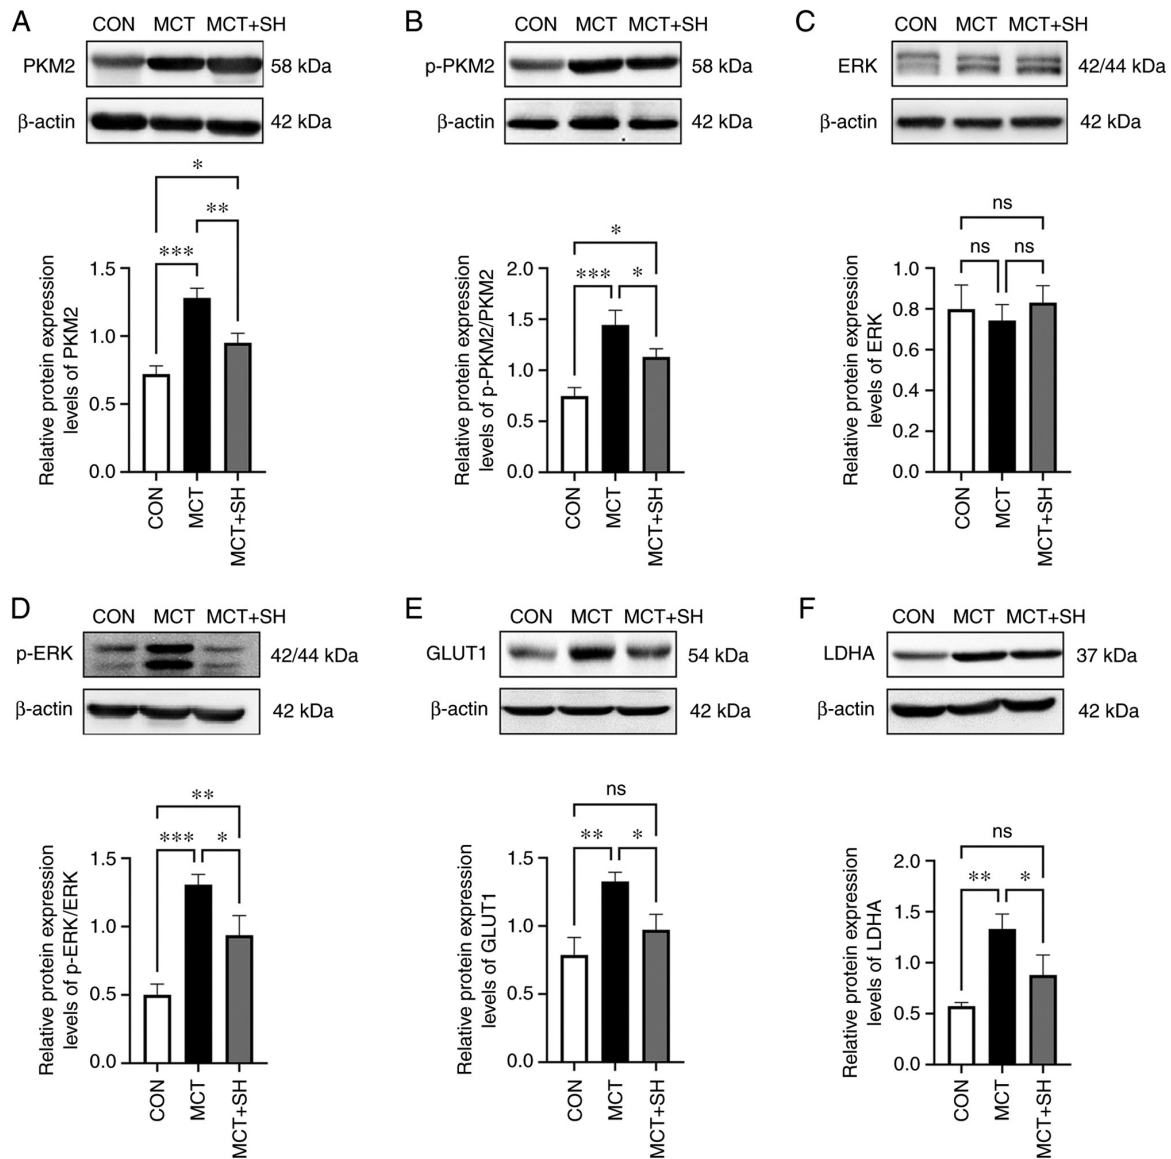 A
CON MCT MCT+SH
PKM2 58 kDa
β-actin 42 kDa
*
**
***
Relative protein expression
levels of PKM2
1.5
1.0
0.5
0.0
CON
MCT
MCT+SH
B
CON MCT MCT+SH
p-PKM2 58 kDa
β-actin 42 kDa
*
*** *
Relative protein expression
levels of p-PKM2/PKM2
2.0
1.5
1.0
0.5
0.0
CON
MCT
MCT+SH
C
CON MCT MCT+SH
ERK 42/44 kDa
β-actin 42 kDa
ns
ns ns
Relative protein expression
levels of ERK
1.0
0.8
0.6
0.4
0.2
0.0
CON
MCT
MCT+SH
D
CON MCT MCT+SH
p-ERK 42/44 kDa
β-actin 42 kDa
**
*** *
Relative protein expression
levels of p-ERK/ERK
1.5
1.0
0.5
0.0
CON
MCT
MCT+SH
E
CON MCT MCT+SH
GLUT1 54 kDa
β-actin 42 kDa
ns
** *
Relative protein expression
levels of GLUT1
1.5
1.0
0.5
0.0
CON
MCT
MCT+SH
F
CON MCT MCT+SH
LDHA 37 kDa
β-actin 42 kDa
ns
** *
Relative protein expression
levels of LDHA
2.0
1.5
1.0
0.5
0.0
CON
MCT
MCT+SH